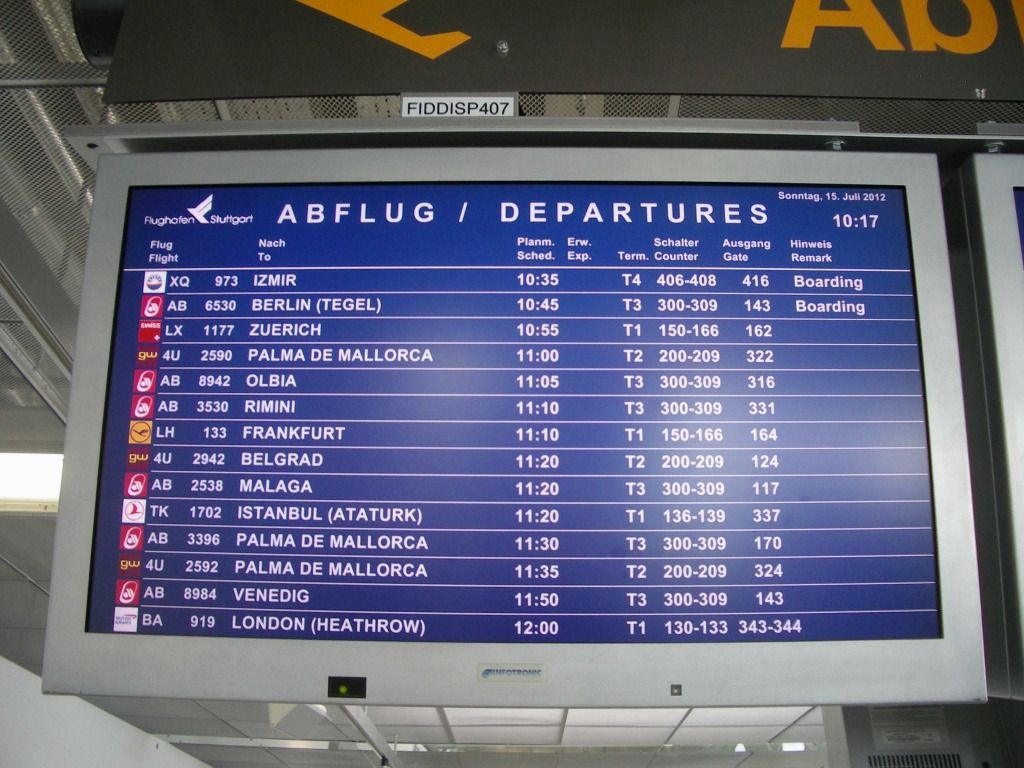 Ab
FIDDISP407
Flughafen Stuttgart ABFLUG / DEPARTURES Sonntag, 15. Juli 2012
10:17
Flug Nach Planm. Erw. Schalter Ausgang Hinweis
Flight To Sched. Exp. Term. Counter Gate Remark
XQ 973 IZMIR 10:35 T4 406-408 416 Boarding
AB 6530 BERLIN (TEGEL) 10:45 T3 300-309 143 Boarding
SWISS LX 1177 ZUERICH 10:55 T1 150-166 162
gw 4U 2590 PALMA DE MALLORCA 11:00 T2 200-209 322
AB 8942 OLBIA 11:05 T3 300-309 316
AB 3530 RIMINI 11:10 T3 300-309 331
LH 133 FRANKFURT 11:10 T1 150-166 164
gw 4U 2942 BELGRAD 11:20 T2 200-209 124
AB 2538 MALAGA 11:20 T3 300-309 117
TK 1702 ISTANBUL (ATATURK) 11:20 T1 136-139 337
AB 3396 PALMA DE MALLORCA 11:30 T3 300-309 170
gw 4U 2592 PALMA DE MALLORCA 11:35 T2 200-209 324
AB 8984 VENEDIG 11:50 T3 300-309 143
BA 919 LONDON (HEATHROW) 12:00 T1 130-133 343-344
INFOTRONIC